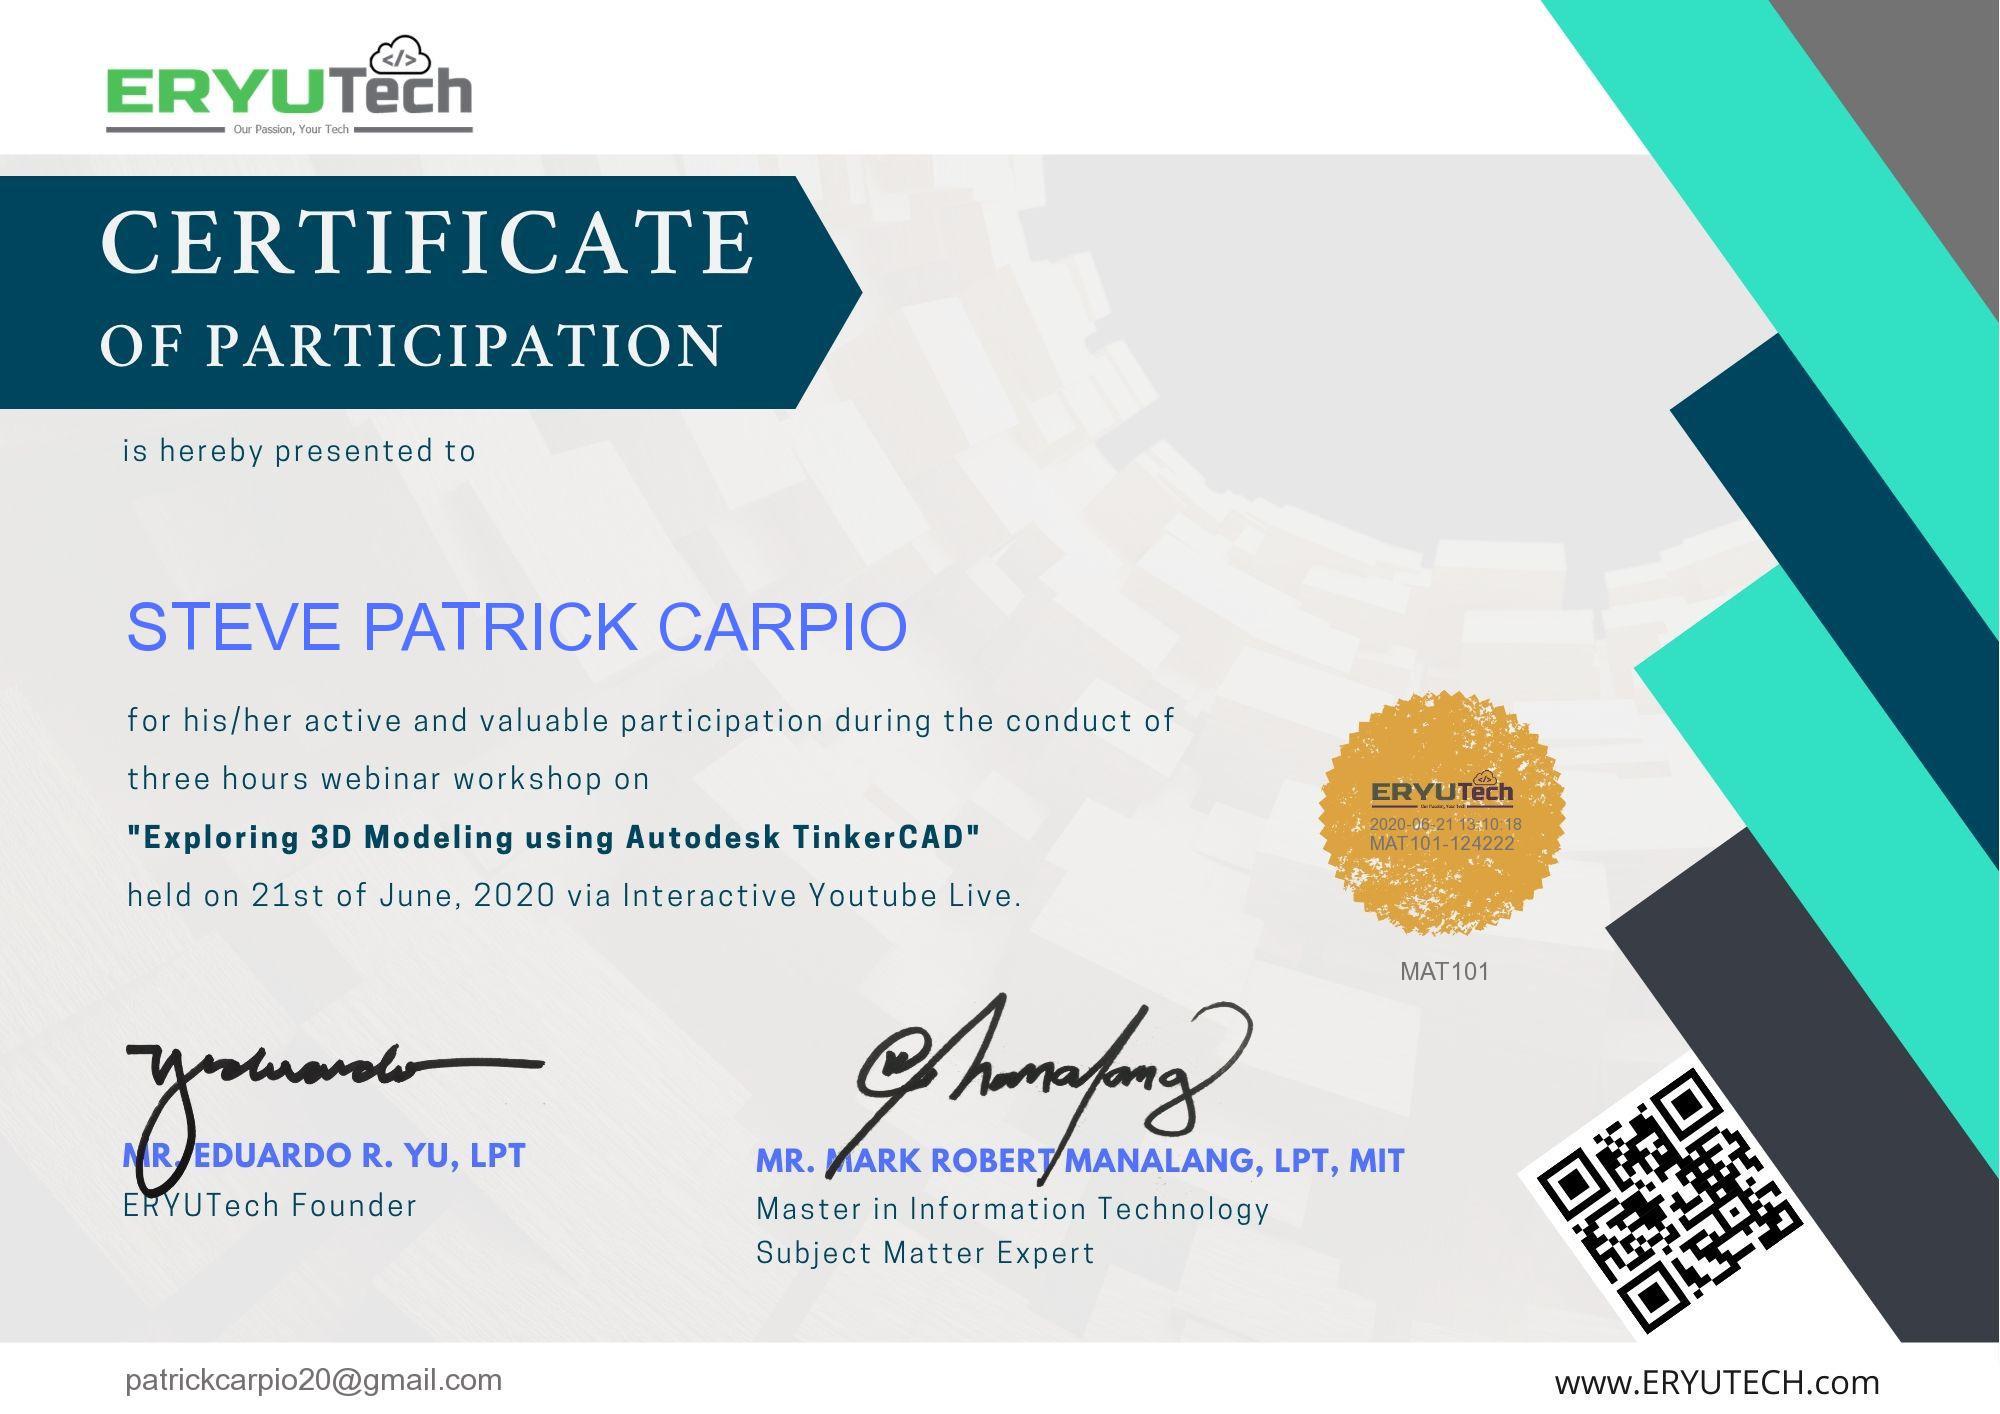 ERYUTech
</>
Our Passion, Your Tech
CERTIFICATE
OF PARTICIPATION
is hereby presented to
STEVE PATRICK CARPIO
for his/her active and valuable participation during the conduct of
three hours webinar workshop on
"Exploring 3D Modeling using Autodesk TinkerCAD"
held on 21st of June, 2020 via Interactive Youtube Live.
ERYUTech
</>
Our Passion, Your Tech
2020-06-21 13:10:18
MAT101-124222
MAT101
MR. EDUARDO R. YU, LPT
ERYUTech Founder
MR. MARK ROBERT MANALANG, LPT, MIT
Master in Information Technology
Subject Matter Expert
patrickcarpio20@gmail.com
www.ERYUTECH.com